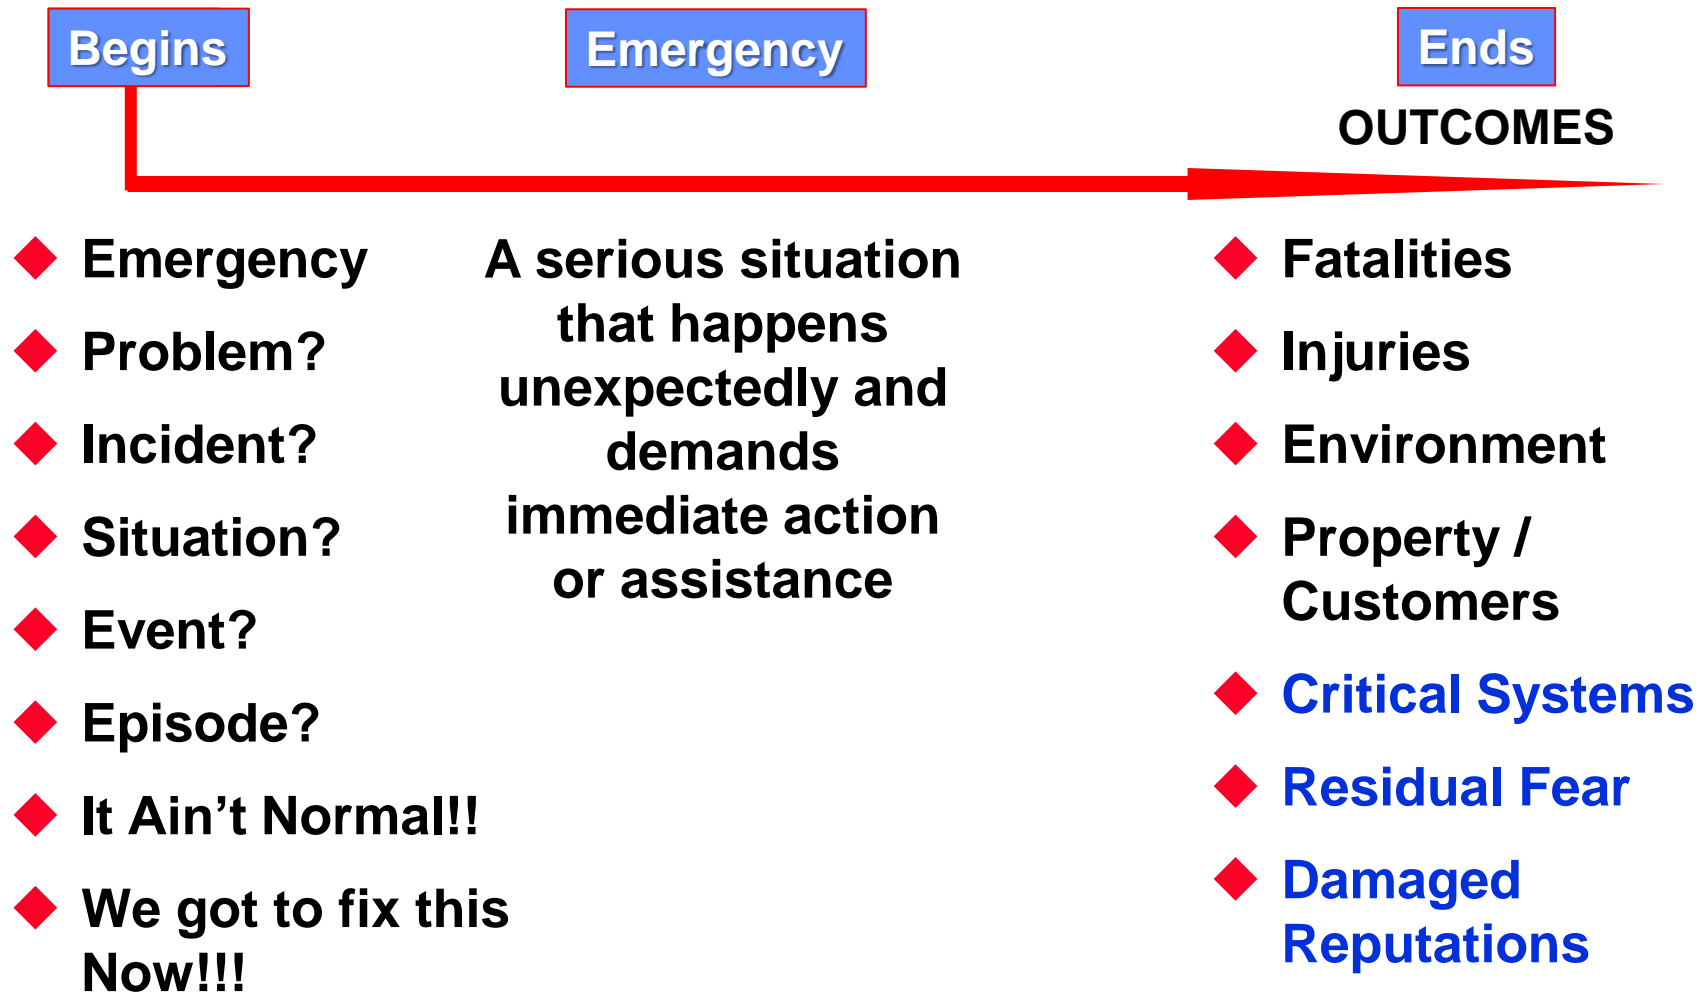 Begins
Emergency
Ends
OUTCOMES
Emergency
Problem?
Incident?
Situation?
Event?
Episode?
It Ain’t Normal!!
We got to fix this
Now!!!
A serious situation
that happens
unexpectedly and
demands
immediate action
or assistance
Fatalities
Injuries
Environment
Property /
Customers
Critical Systems
Residual Fear
Damaged
Reputations